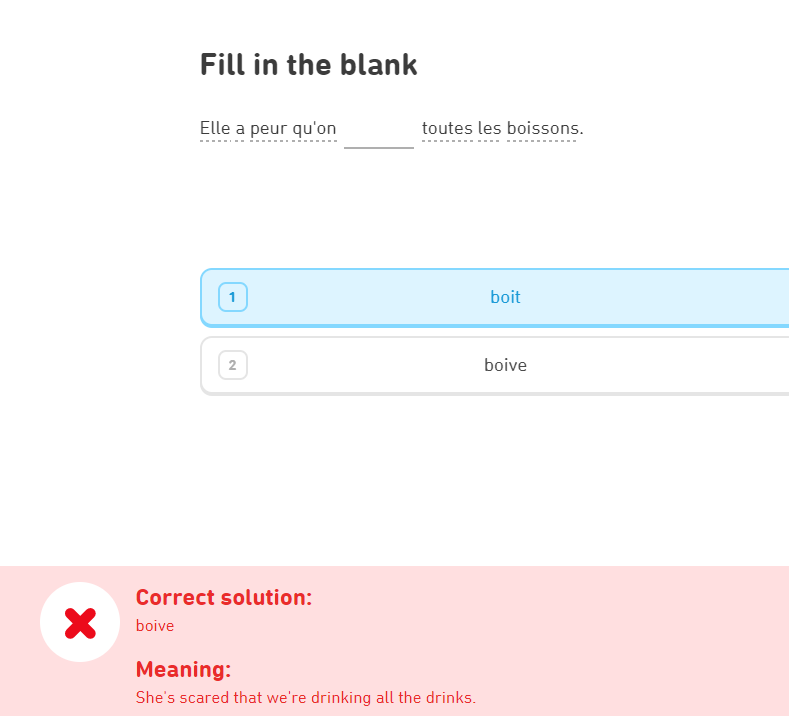 Fill in the blank
Elle a peur qu'on ______ toutes les boissons.
1 boit
2 boive
Correct solution:
boive
Meaning:
She's scared that we're drinking all the drinks.